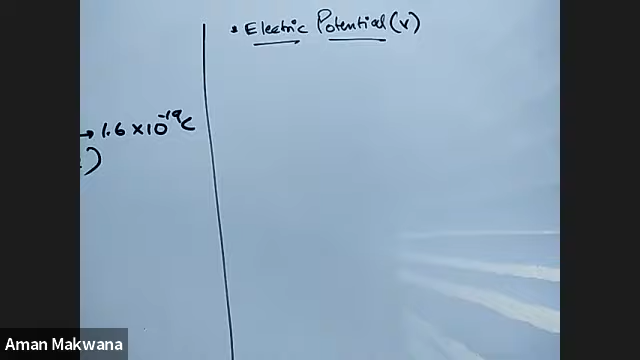 • Electric Potential (V)
→ 1.6 × 10⁻¹⁹ C
)
Aman Makwana